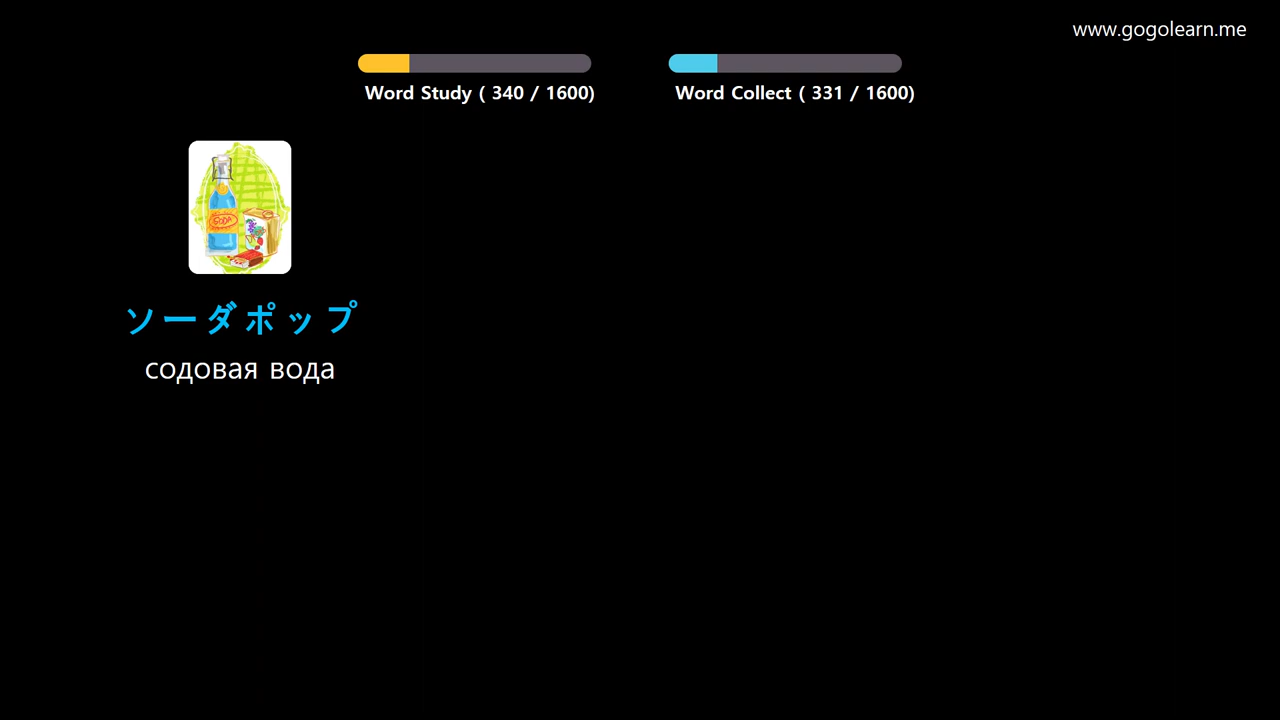 www.gogolearn.me
Word Study ( 340 / 1600)
Word Collect ( 331 / 1600)
SODA
ソーダポップ
содовая вода